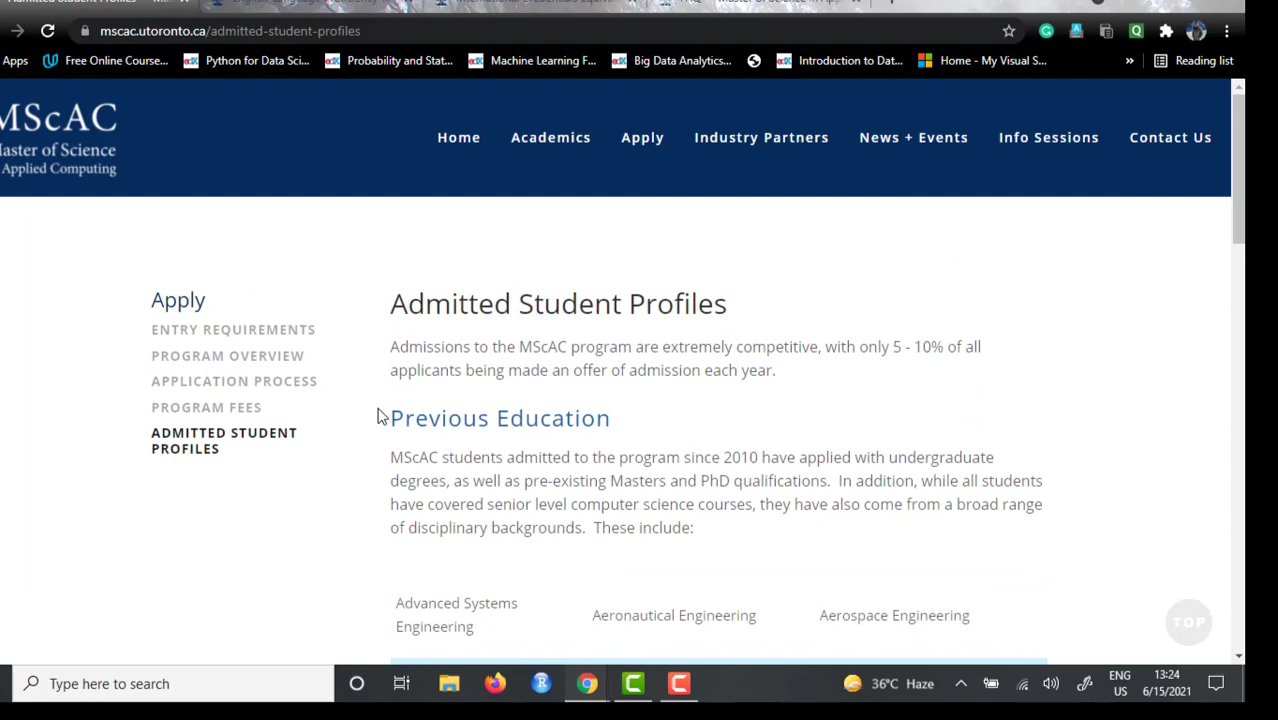 Admitted Student Profiles
mscac.utoronto.ca/admitted-student-profiles
Apps Free Online Course... Python for Data Sci... Probability and Stat... Machine Learning F... Big Data Analytics... Introduction to Dat... Home - My Visual S... » Reading list
MScAC
Master of Science
Applied Computing
Home Academics Apply Industry Partners News + Events Info Sessions Contact Us
Apply
ENTRY REQUIREMENTS
PROGRAM OVERVIEW
APPLICATION PROCESS
PROGRAM FEES
ADMITTED STUDENT
PROFILES
Admitted Student Profiles
Admissions to the MScAC program are extremely competitive, with only 5 - 10% of all
applicants being made an offer of admission each year.
Previous Education
MScAC students admitted to the program since 2010 have applied with undergraduate
degrees, as well as pre-existing Masters and PhD qualifications. In addition, while all students
have covered senior level computer science courses, they have also come from a broad range
of disciplinary backgrounds. These include:
Advanced Systems
Engineering
Aeronautical Engineering
Aerospace Engineering
TOP
Type here to search
36°C Haze
ENG
US
13:24
6/15/2021